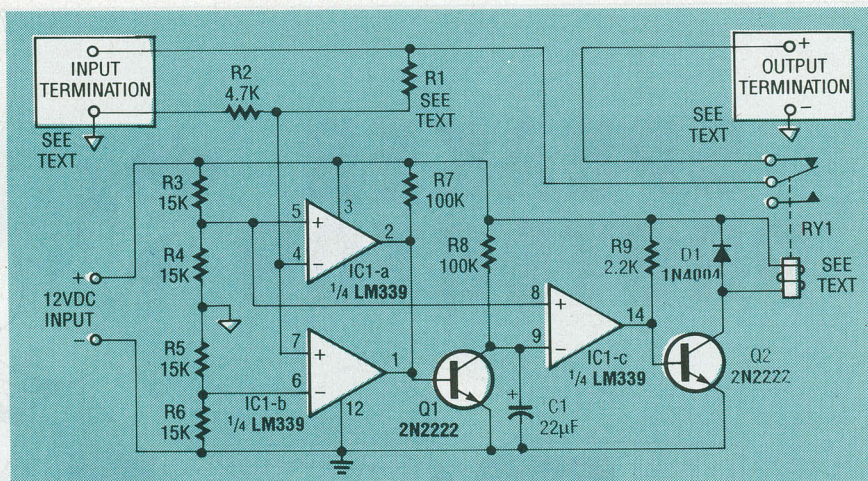 INPUT
TERMINATION
SEE
TEXT
R2
4.7K
R1
SEE
TEXT
+
OUTPUT
TERMINATION
−
SEE
TEXT
R3
15K
R4
15K
R5
15K
R6
15K
+
12VDC
INPUT
−
5
+
3
4
−
2
IC1-a
1/4 LM339
7
+
6
−
1
12
IC1-b
1/4 LM339
R7
100K
R8
100K
Q1
2N2222
8
+
9
−
14
IC1-c
1/4 LM339
+
C1
22µF
R9
2.2K
D1
1N4004
RY1
SEE
TEXT
Q2
2N2222